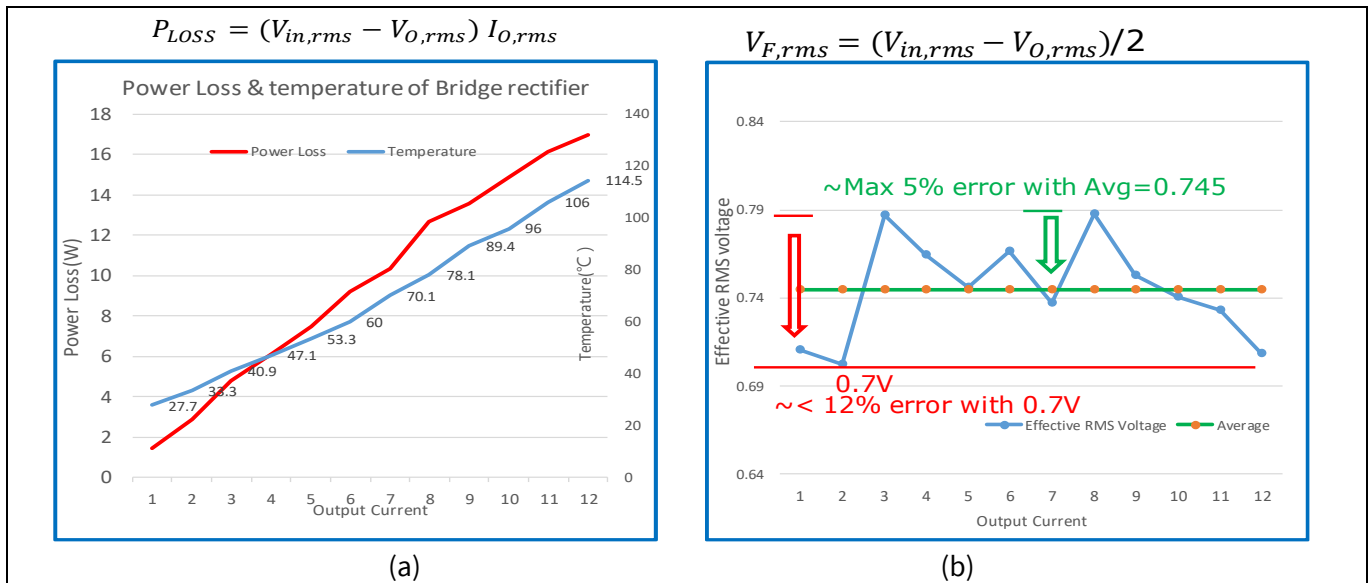 P_LOSS = (V_in,rms − V_O,rms) I_O,rms
Power Loss & temperature of Bridge rectifier
18
16
14
12
10
8
6
4
2
0
Power Loss(W)
Power Loss
Temperature
27.7
33.3
40.9
47.1
53.3
60
70.1
78.1
89.4
96
106
114.5
140
120
100
80
60
40
20
0
Temperature(℃)
1 2 3 4 5 6 7 8 9 10 11 12
Output Current
(a)
V_F,rms = (V_in,rms − V_O,rms)/2
0.84
0.79
0.74
0.69
0.64
Effective RMS voltage
~Max 5% error with Avg=0.745
0.7V
~< 12% error with 0.7V
Effective RMS Voltage
Average
1 2 3 4 5 6 7 8 9 10 11 12
Output Current
(b)